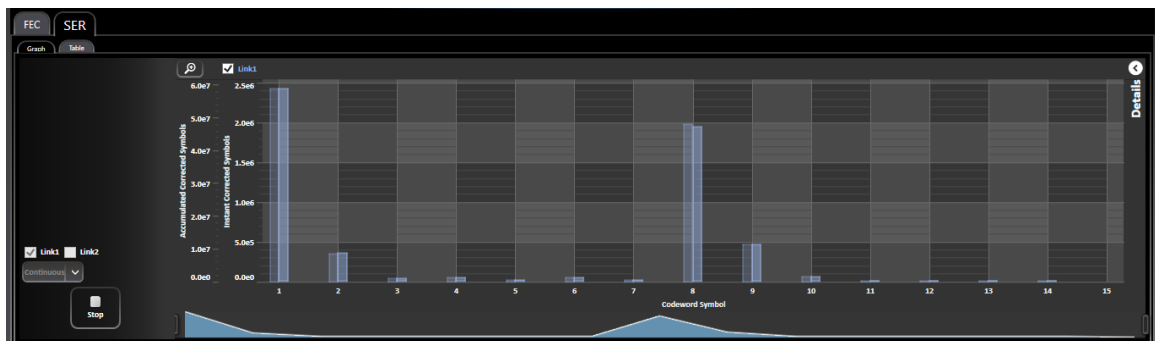 FEC SER
Graph Table
Link1
Details
Accumulated Corrected Symbols
6.0e7
5.0e7
4.0e7
3.0e7
2.0e7
1.0e7
0.0e0
Instant Corrected Symbols
2.5e6
2.0e6
1.5e6
1.0e6
5.0e5
0.0e0
1 2 3 4 5 6 7 8 9 10 11 12 13 14 15
Codeword Symbol
Link1 Link2
Continuous
Stop